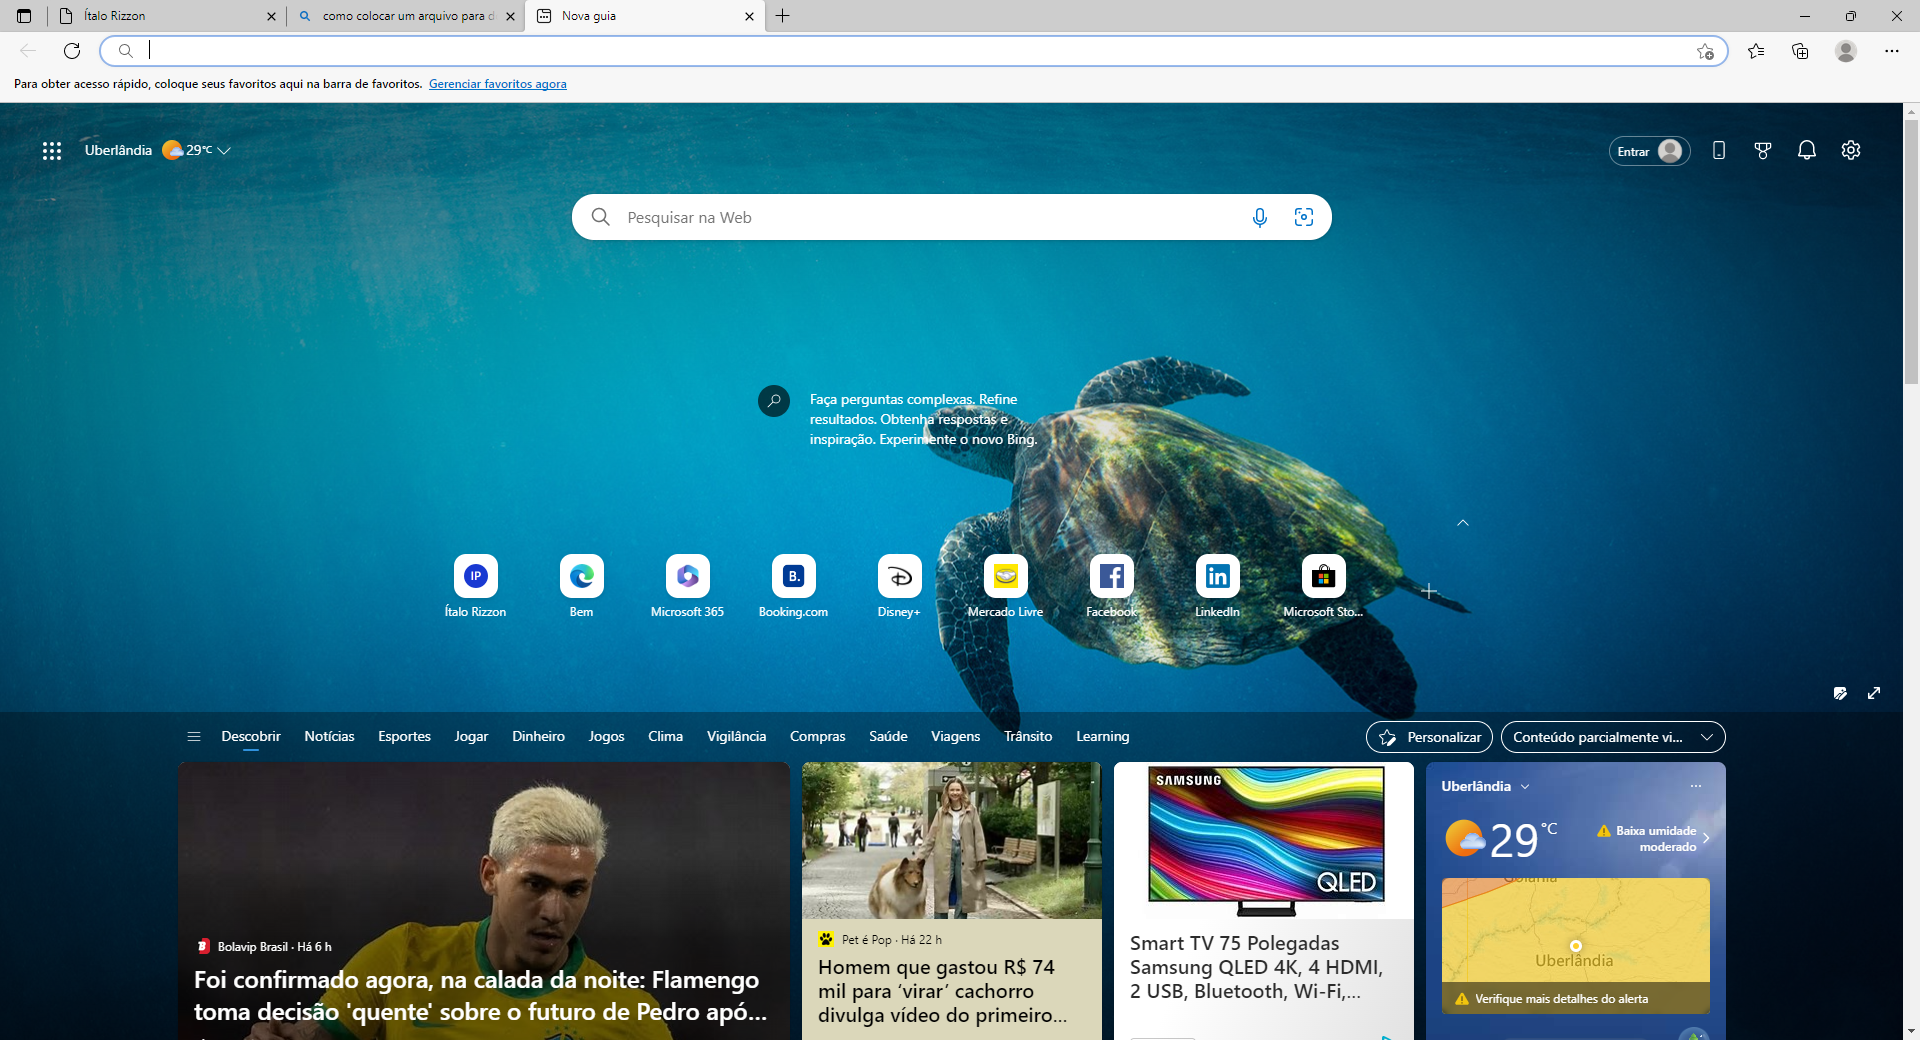 Ítalo Rizzon
como colocar um arquivo para d
Nova guia
Para obter acesso rápido, coloque seus favoritos aqui na barra de favoritos. Gerenciar favoritos agora
Uberlândia 29°C
Entrar
Pesquisar na Web
Faça perguntas complexas. Refine
resultados. Obtenha respostas e
inspiração. Experimente o novo Bing.
IP
B.
Ítalo Rizzon
Bem
Microsoft 365
Booking.com
Disney+
Mercado Livre
Facebook
LinkedIn
Microsoft Sto...
Descobrir Notícias Esportes Jogar Dinheiro Jogos Clima Vigilância Compras Saúde Viagens Trânsito Learning
Personalizar
Conteúdo parcialmente vi...
Bolavip Brasil · Há 6 h
Foi confirmado agora, na calada da noite: Flamengo
toma decisão 'quente' sobre o futuro de Pedro apó...
Pet é Pop · Há 22 h
Homem que gastou R$ 74
mil para ‘virar’ cachorro
divulga vídeo do primeiro...
SAMSUNG
QLED
Smart TV 75 Polegadas
Samsung QLED 4K, 4 HDMI,
2 USB, Bluetooth, Wi-Fi,...
Uberlândia
29 °C
Baixa umidade
moderado
Goiânia
Uberlândia
Verifique mais detalhes do alerta